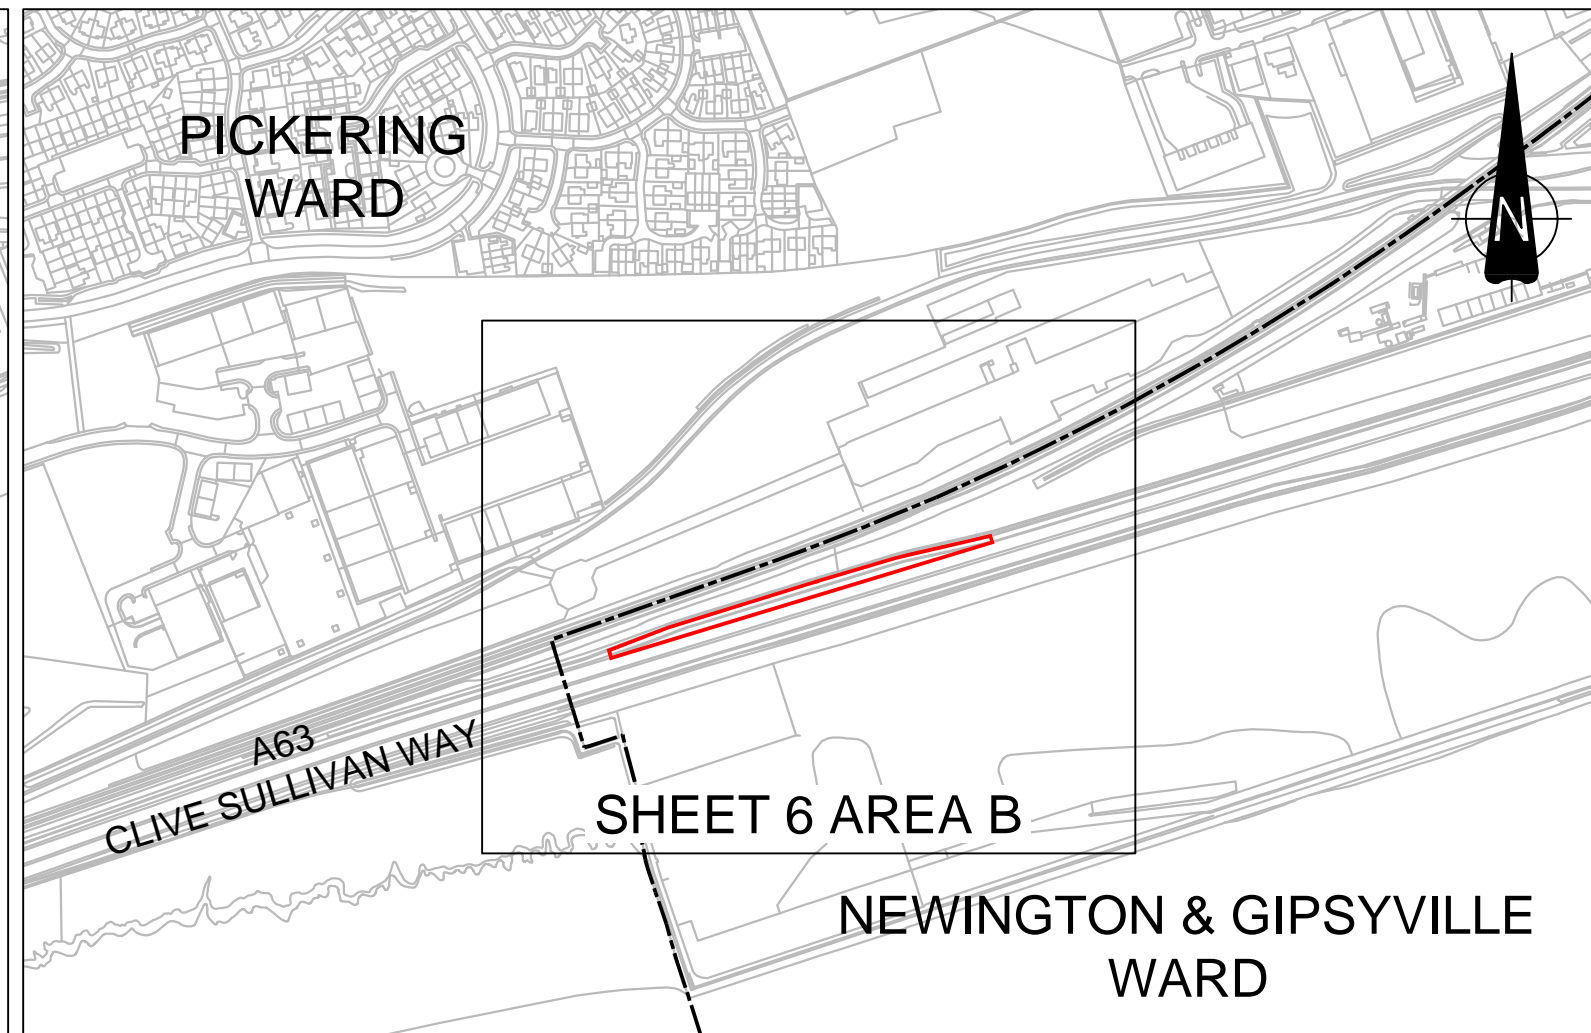 PICKERING
WARD
N
A63
CLIVE SULLIVAN WAY
SHEET 6 AREA B
NEWINGTON & GIPSYVILLE
WARD